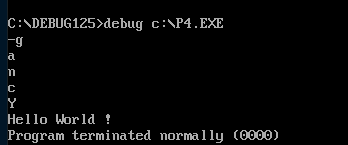 C:\DEBUG125>debug c:\P4.EXE
-g
a
n
c
Y
Hello World !
Program terminated normally (0000)